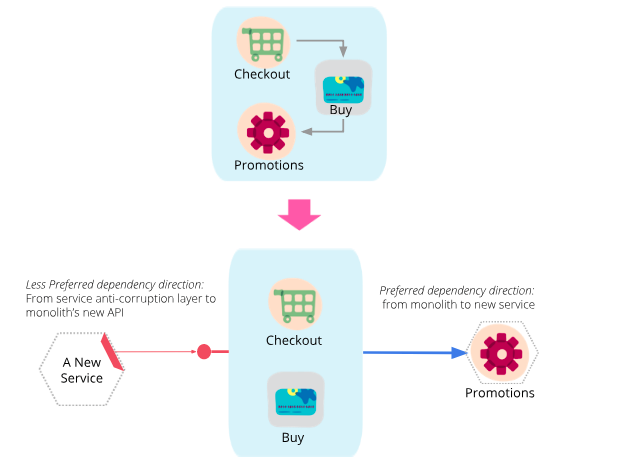 Checkout
Buy
Promotions
Less Preferred dependency direction:
From service anti-corruption layer to
monolith's new API
Preferred dependency direction:
from monolith to new service
A New
Service
Checkout
Buy
Promotions